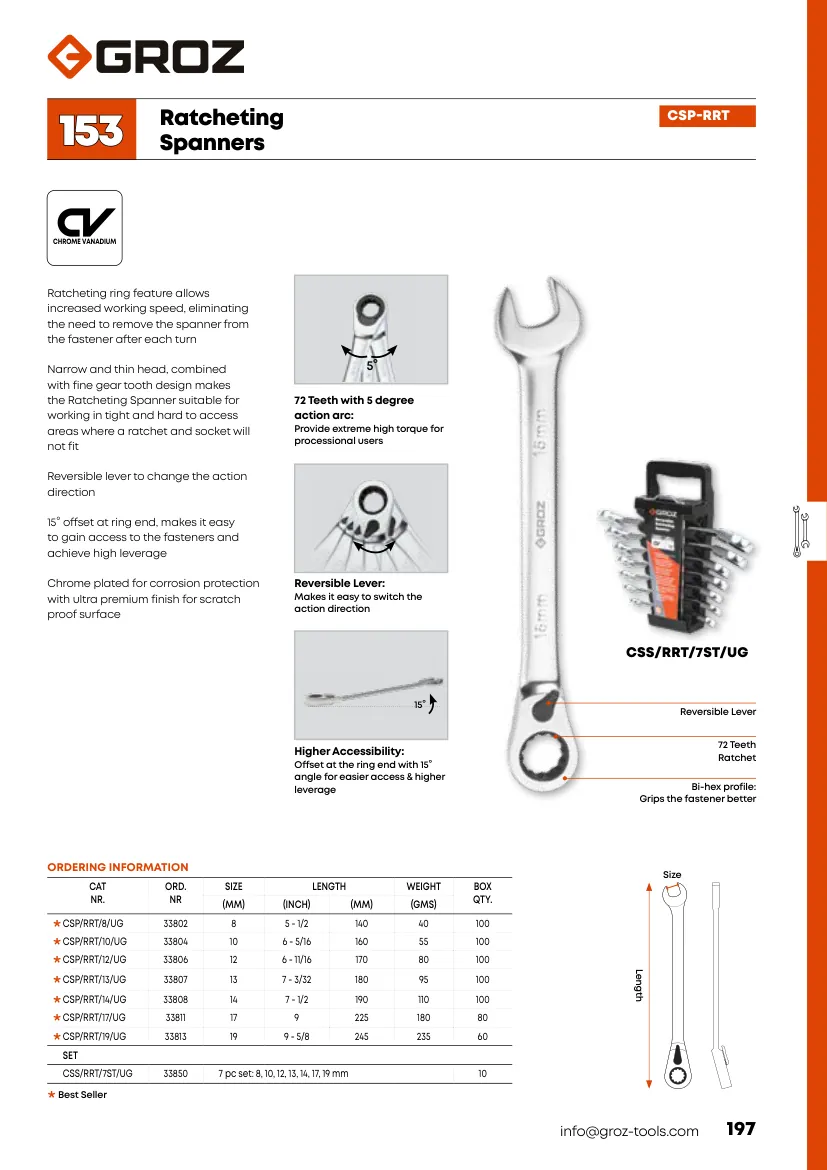 GROZ
153
Ratcheting
Spanners
CSP-RRT
CV
CHROME VANADIUM
Ratcheting ring feature allows
increased working speed, eliminating
the need to remove the spanner from
the fastener after each turn
Narrow and thin head, combined
with fine gear tooth design makes
the Ratcheting Spanner suitable for
working in tight and hard to access
areas where a ratchet and socket will
not fit
Reversible lever to change the action
direction
15° offset at ring end, makes it easy
to gain access to the fasteners and
achieve high leverage
Chrome plated for corrosion protection
with ultra premium finish for scratch
proof surface
5°
72 Teeth with 5 degree
action arc:
Provide extreme high torque for
processional users
Reversible Lever:
Makes it easy to switch the
action direction
15°
Higher Accessibility:
Offset at the ring end with 15°
angle for easier access & higher
leverage
GROZ
GROZ
CSS/RRT/7ST/UG
Reversible Lever
72 Teeth
Ratchet
Bi-hex profile:
Grips the fastener better
ORDERING INFORMATION
CAT NR. ORD. NR SIZE (MM) LENGTH (INCH) (MM) WEIGHT (GMS) BOX QTY.
* CSP/RRT/8/UG 33802 8 5 - 1/2 140 40 100
* CSP/RRT/10/UG 33804 10 6 - 5/16 160 55 100
* CSP/RRT/12/UG 33806 12 6 - 11/16 170 80 100
* CSP/RRT/13/UG 33807 13 7 - 3/32 180 95 100
* CSP/RRT/14/UG 33808 14 7 - 1/2 190 110 100
* CSP/RRT/17/UG 33811 17 9 225 180 80
* CSP/RRT/19/UG 33813 19 9 - 5/8 245 235 60
SET
CSS/RRT/7ST/UG 33850 7 pc set: 8, 10, 12, 13, 14, 17, 19 mm 10
* Best Seller
Size
Length
info@groz-tools.com 197